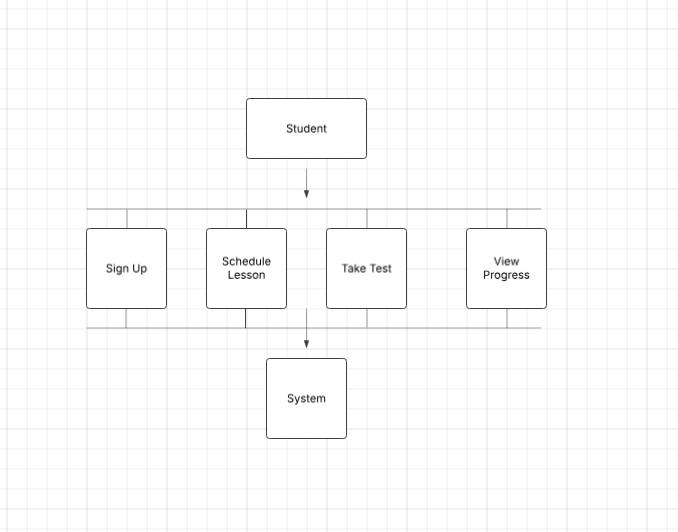 Student
Sign Up
Schedule
Lesson
Take Test
View
Progress
System